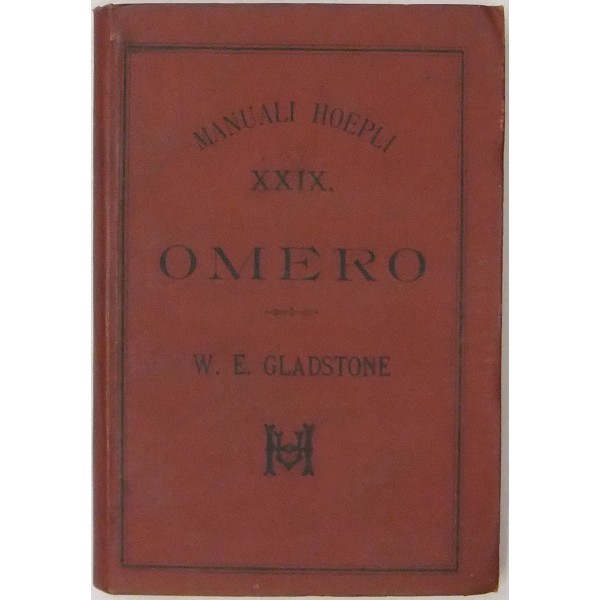 MANUALI HOEPLI
XXIX.
OMERO
W. E. GLADSTONE